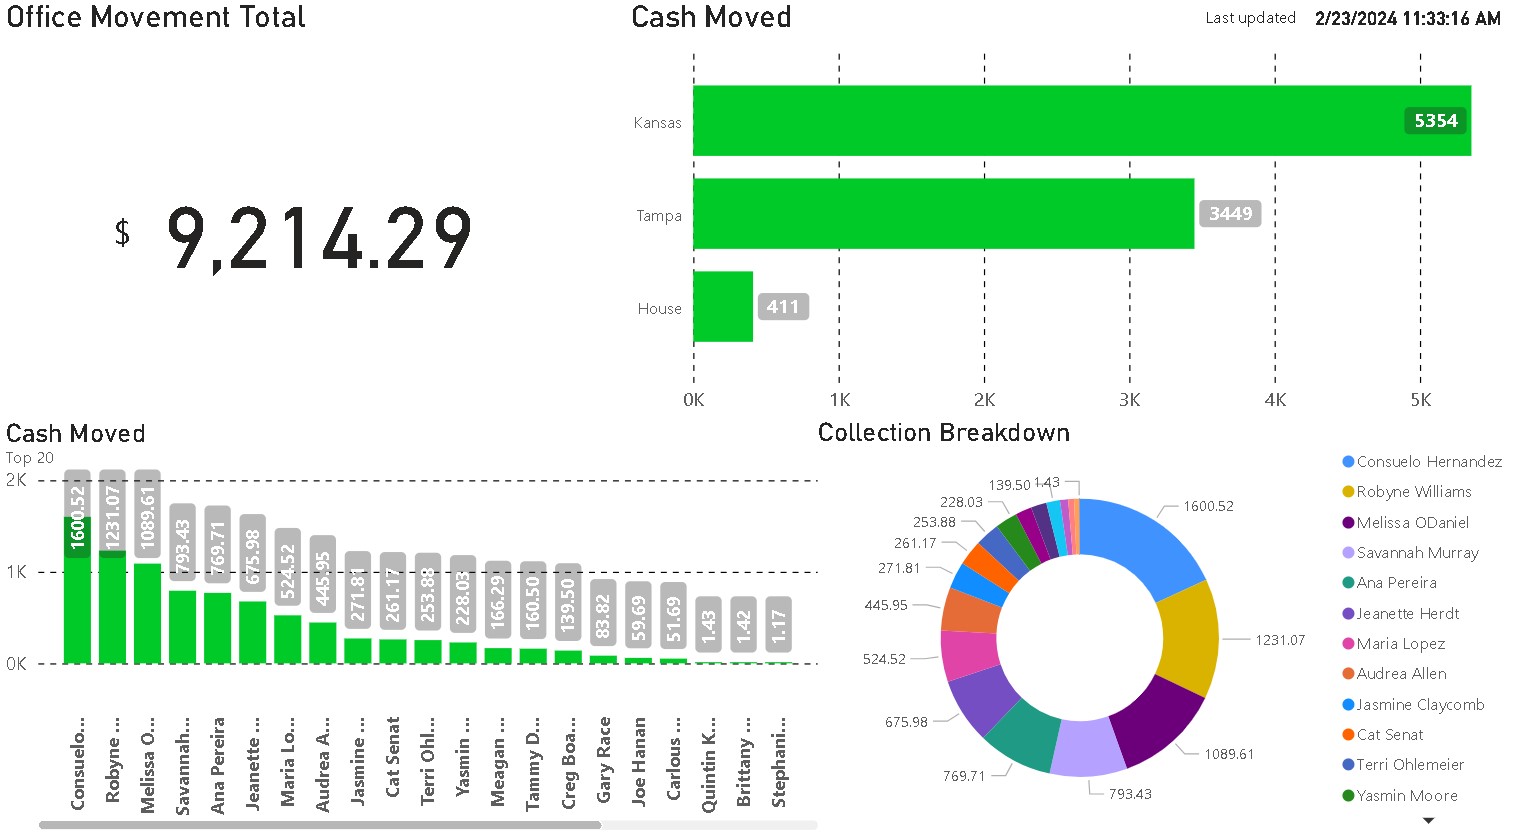 Office Movement Total
$ 9,214.29
Cash Moved
Last updated 2/23/2024 11:33:16 AM
Kansas
5354
Tampa
3449
House
411
0K 1K 2K 3K 4K 5K
Cash Moved
Top 20
2K
1K
0K
1600.52
1231.07
1089.61
793.43
769.71
675.98
524.52
445.95
271.81
261.17
253.88
228.03
166.29
160.50
139.50
83.82
59.69
51.69
1.43
1.42
1.17
Consuelo...
Robyne ...
Melissa O...
Savannah...
Ana Pereira
Jeanette ...
Maria Lo...
Audrea A...
Jasmine ...
Cat Senat
Terri Ohl...
Yasmin ...
Meagan ...
Tammy D...
Creg Boa...
Gary Race
Joe Hanan
Carlous ...
Quintin K...
Brittany ...
Stephani...
Collection Breakdown
1600.52
1231.07
1089.61
793.43
769.71
675.98
524.52
445.95
271.81
261.17
253.88
228.03
139.50
1.43
Consuelo Hernandez
Robyne Williams
Melissa ODaniel
Savannah Murray
Ana Pereira
Jeanette Herdt
Maria Lopez
Audrea Allen
Jasmine Claycomb
Cat Senat
Terri Ohlemeier
Yasmin Moore